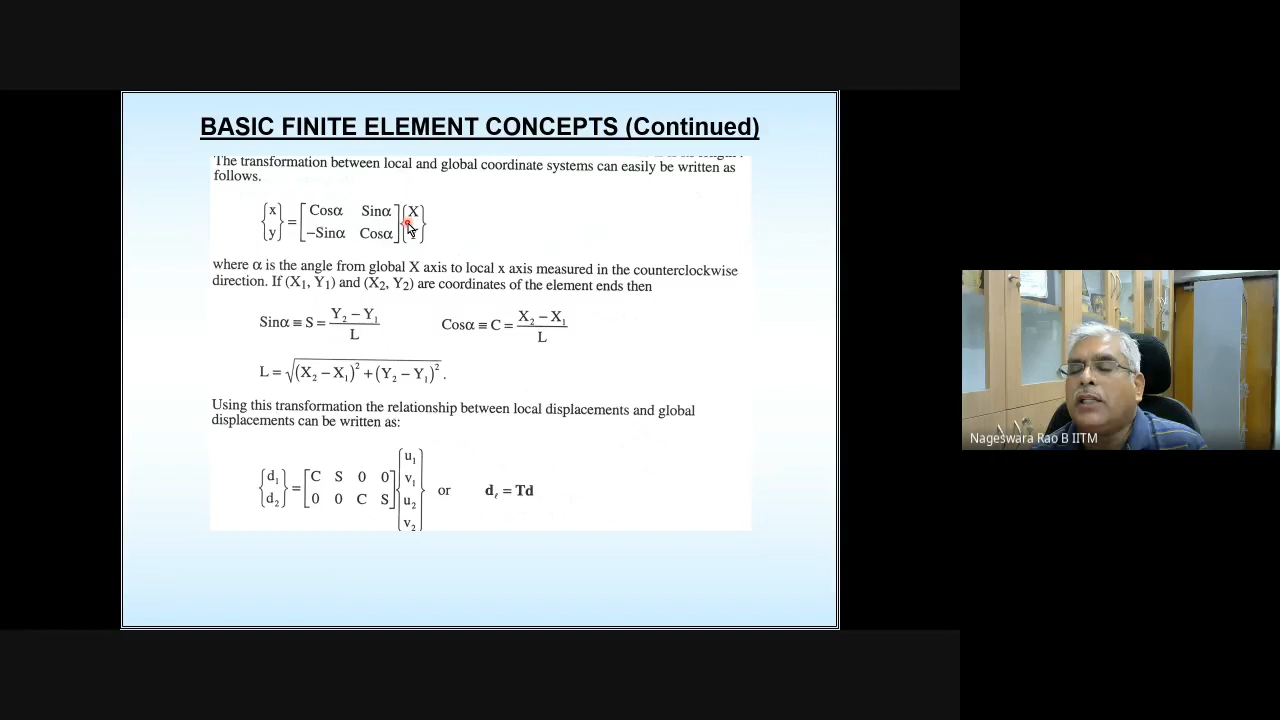 BASIC FINITE ELEMENT CONCEPTS (Continued)
The transformation between local and global coordinate systems can easily be written as
follows.
{x y} = [Cosα Sinα; −Sinα Cosα] {X
where α is the angle from global X axis to local x axis measured in the counterclockwise
direction. If (X₁, Y₁) and (X₂, Y₂) are coordinates of the element ends then
Sinα ≡ S = (Y₂ − Y₁)/L Cosα ≡ C = (X₂ − X₁)/L
L = √((X₂ − X₁)² + (Y₂ − Y₁)²) .
Using this transformation the relationship between local displacements and global
displacements can be written as:
{d₁ d₂} = [C S 0 0; 0 0 C S] {u₁ v₁ u₂ v₂} or dₗ = Td
Nageswara Rao B IITM